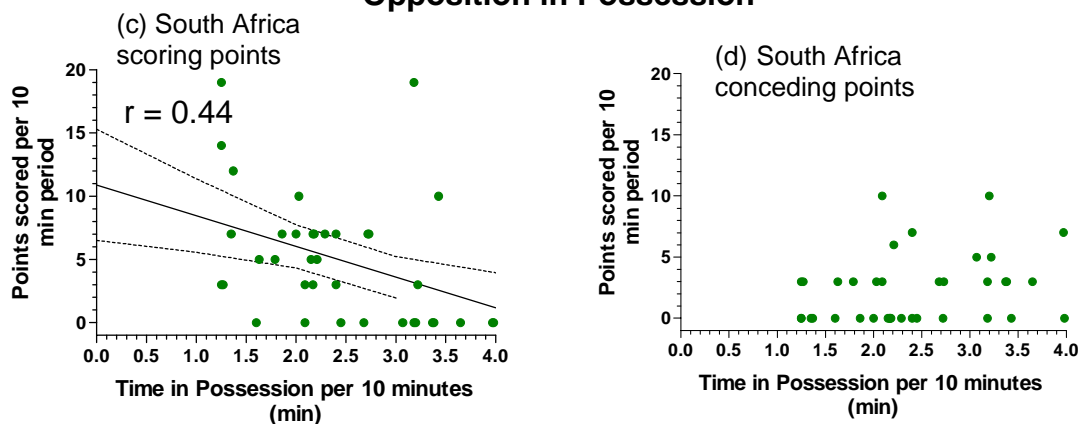 Opposition in Possession
(c) South Africa
scoring points
r = 0.44
Points scored per 10
min period
20
15
10
5
0
0.0 0.5 1.0 1.5 2.0 2.5 3.0 3.5 4.0
Time in Possession per 10 minutes
(min)
(d) South Africa
conceding points
Points scored per 10
min period
20
15
10
5
0
0.0 0.5 1.0 1.5 2.0 2.5 3.0 3.5 4.0
Time in Possession per 10 minutes
(min)